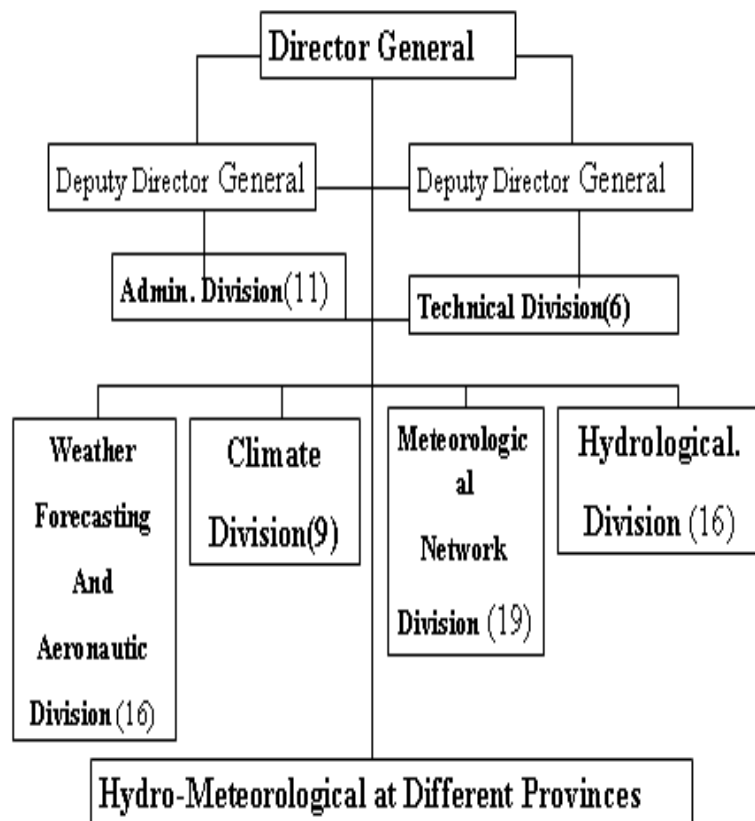 Director General
Deputy Director General
Deputy Director General
Admin. Division(11)
Technical Division(6)
Weather
Forecasting
And
Aeronautic
Division (16)
Climate
Division(9)
Meteorologic
al
Network
Division (19)
Hydrological.
Division (16)
Hydro-Meteorological at Different Provinces